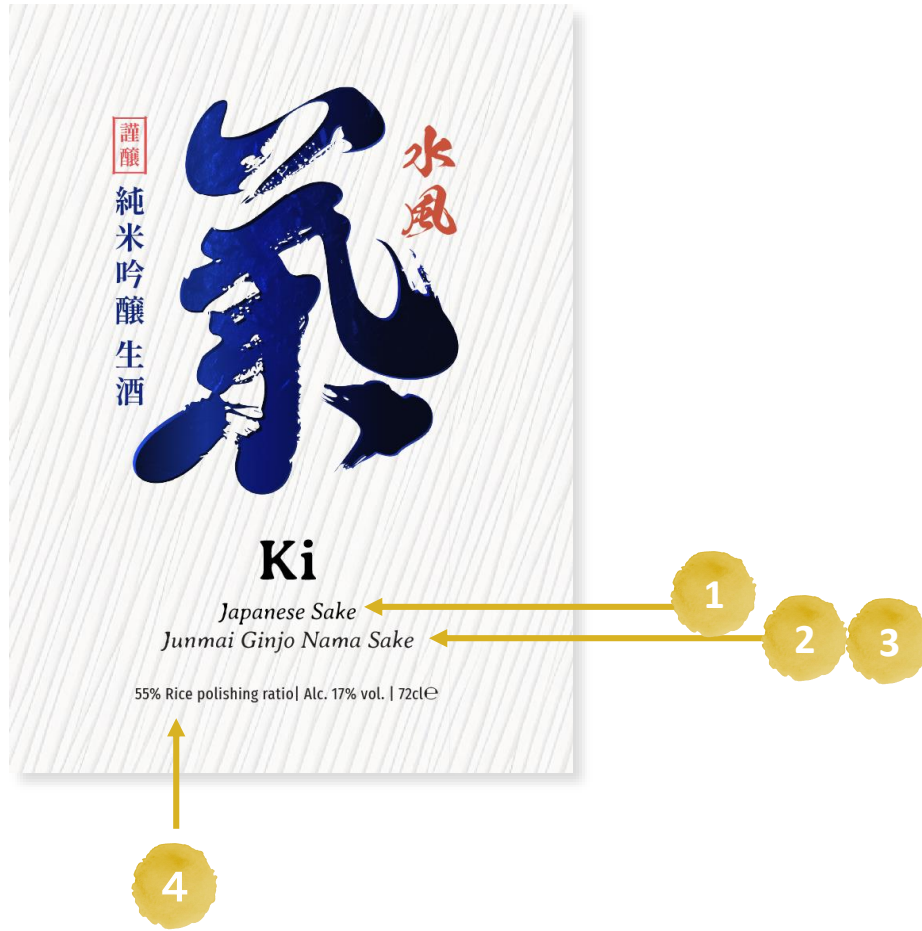 氣
水風
謹醸
純米吟醸 生酒
Ki
Japanese Sake
Junmai Ginjo Nama Sake
55% Rice polishing ratio| Alc. 17% vol. | 72cl℮
1
2
3
4